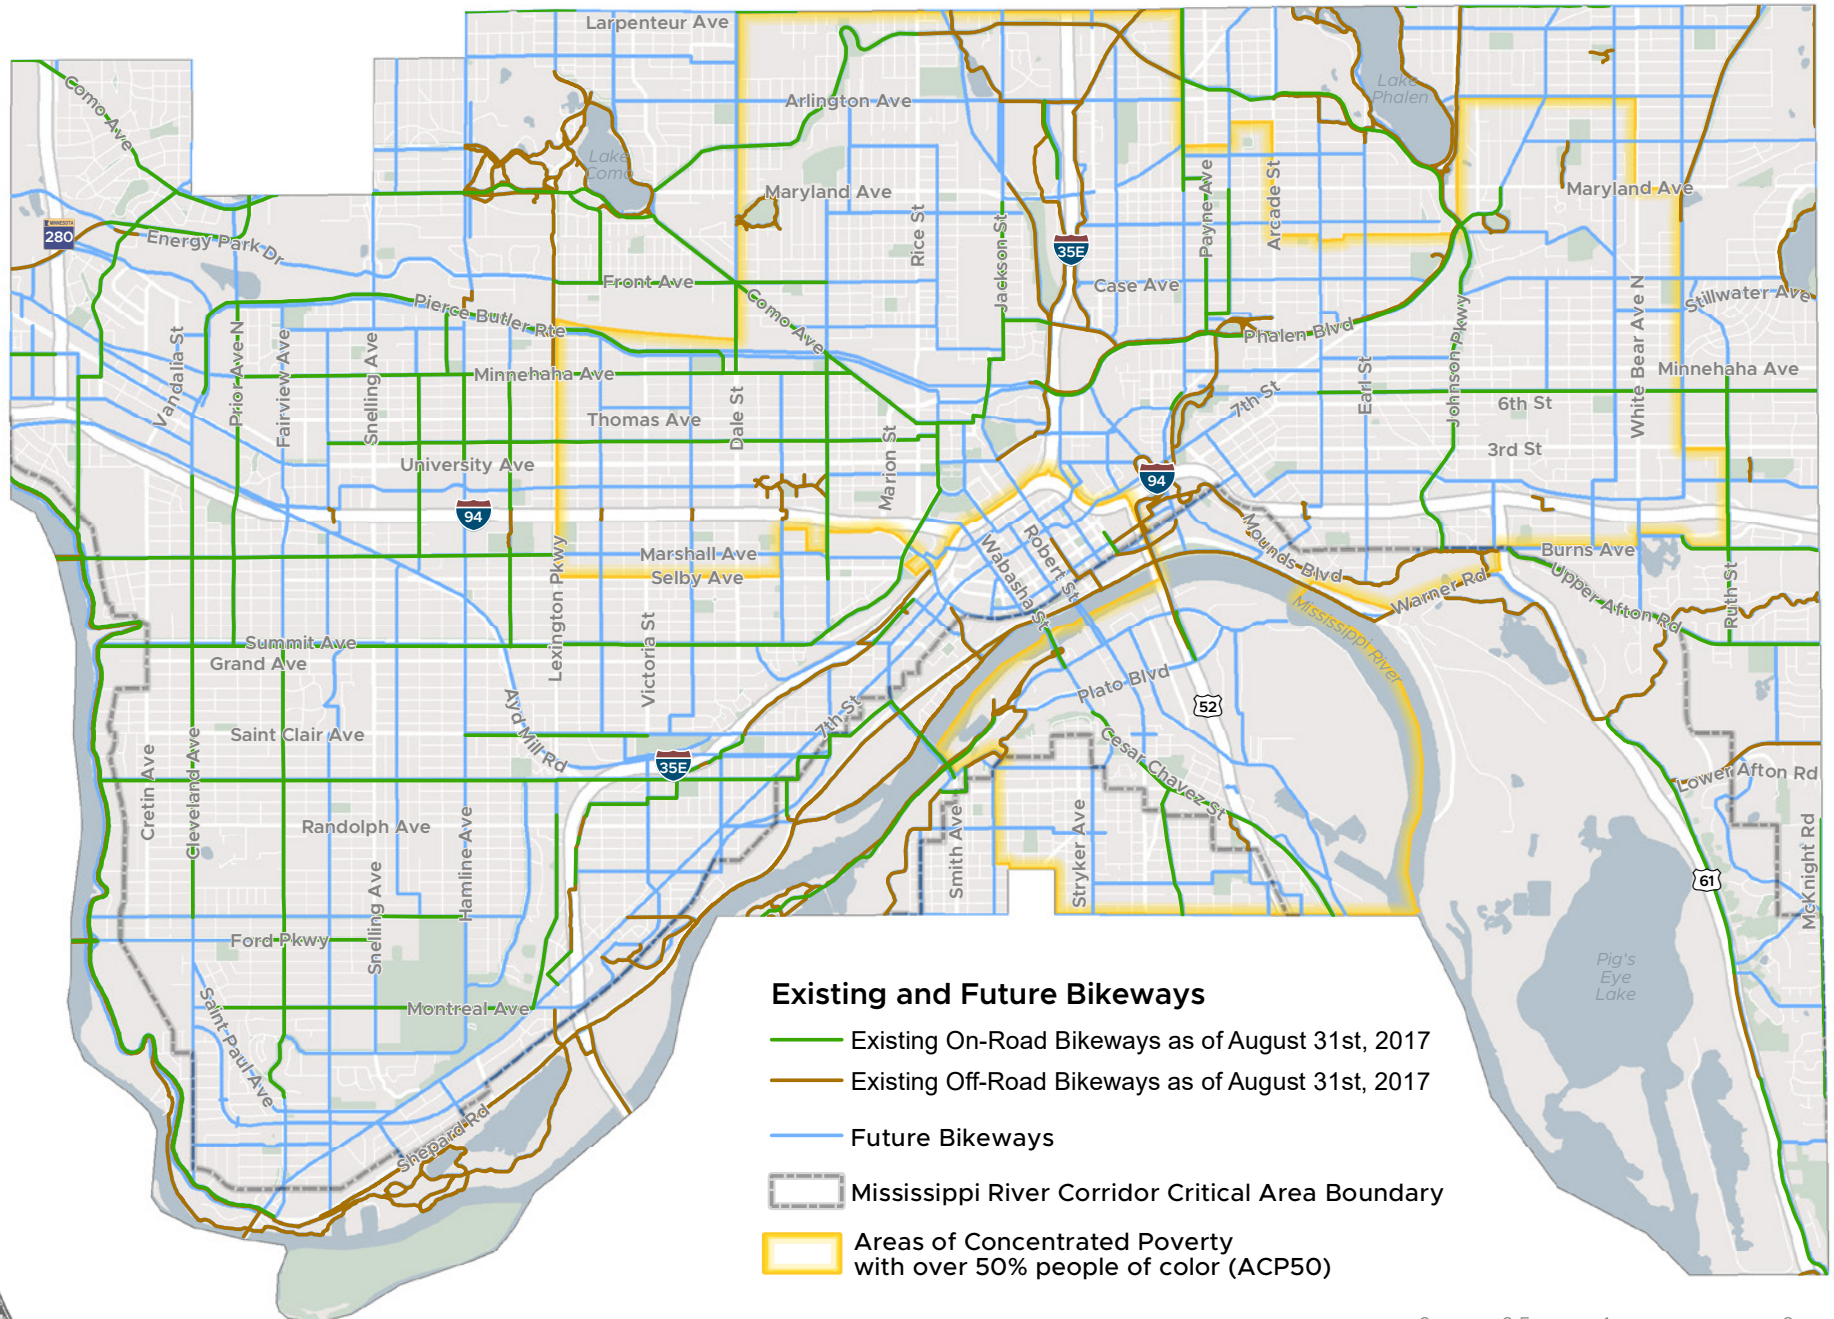 Larpenteur Ave
Como Ave
Arlington Ave
Lake
Phalen
Lake
Como
Maryland Ave
Maryland Ave
MINNESOTA
280
Energy Park Dr
Rice St
Jackson St
35E
Payne Ave
Arcade St
Front Ave
Case Ave
Pierce Butler Rte
Como Ave
Stillwater Ave
Phalen Blvd
Vandalia St
Prior Ave N
Fairview Ave
Snelling Ave
Johnson Pkwy
White Bear Ave N
Minnehaha Ave
Minnehaha Ave
Earl St
7th St
6th St
Thomas Ave
Dale St
Marion St
3rd St
University Ave
94
94
Marshall Ave
Selby Ave
Lexington Pkwy
Wabasha St
Robert St
Mounds Blvd
Burns Ave
Warner Rd
Upper Afton Rd
Ruth St
Mississippi River
Summit Ave
Grand Ave
Victoria St
Ayd Mill Rd
7th St
Plato Blvd
52
Saint Clair Ave
35E
Cesar Chavez St
Lower Afton Rd
Cretin Ave
Cleveland Ave
Randolph Ave
Hamline Ave
Snelling Ave
Smith Ave
Stryker Ave
61
McKnight Rd
Ford Pkwy
Pig's
Eye
Lake
Montreal Ave
Saint Paul Ave
Shepard Rd
Existing and Future Bikeways
Existing On-Road Bikeways as of August 31st, 2017
Existing Off-Road Bikeways as of August 31st, 2017
Future Bikeways
Mississippi River Corridor Critical Area Boundary
Areas of Concentrated Poverty
with over 50% people of color (ACP50)